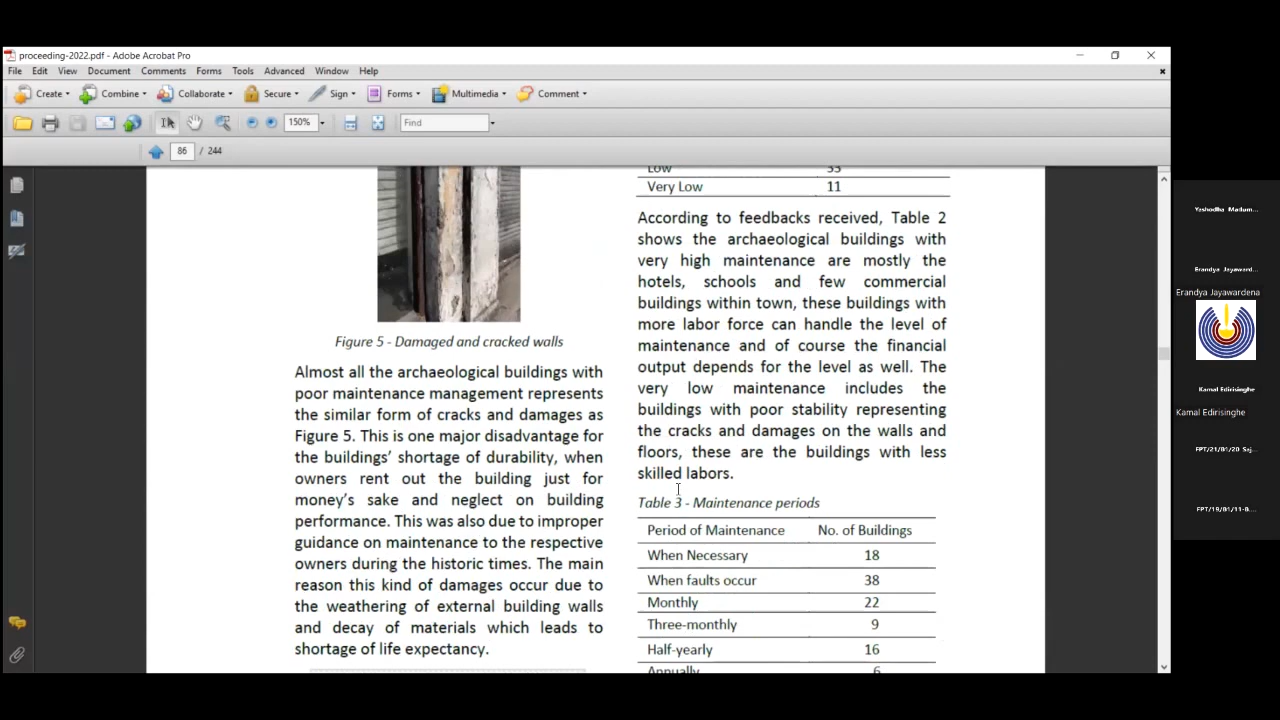 proceeding-2022.pdf - Adobe Acrobat Pro
File Edit View Document Comments Forms Tools Advanced Window Help
Create Combine Collaborate Secure Sign Forms Multimedia Comment
150% Find
86 / 244
Figure 5 - Damaged and cracked walls
Almost all the archaeological buildings with
poor maintenance management represents
the similar form of cracks and damages as
Figure 5. This is one major disadvantage for
the buildings’ shortage of durability, when
owners rent out the building just for
money’s sake and neglect on building
performance. This was also due to improper
guidance on maintenance to the respective
owners during the historic times. The main
reason this kind of damages occur due to
the weathering of external building walls
and decay of materials which leads to
shortage of life expectancy.
Low 33
Very Low 11
According to feedbacks received, Table 2
shows the archaeological buildings with
very high maintenance are mostly the
hotels, schools and few commercial
buildings within town, these buildings with
more labor force can handle the level of
maintenance and of course the financial
output depends for the level as well. The
very low maintenance includes the
buildings with poor stability representing
the cracks and damages on the walls and
floors, these are the buildings with less
skilled labors.
Table 3 - Maintenance periods
Period of Maintenance No. of Buildings
When Necessary 18
When faults occur 38
Monthly 22
Three-monthly 9
Half-yearly 16
Annually 6
Yashodha Madum...
Erandya Jayaward...
Erandya Jayawardena
Kamal Edirisinghe
Kamal Edirisinghe
FPT/21/01/20 Saj...
FPT/19/01/11-B...